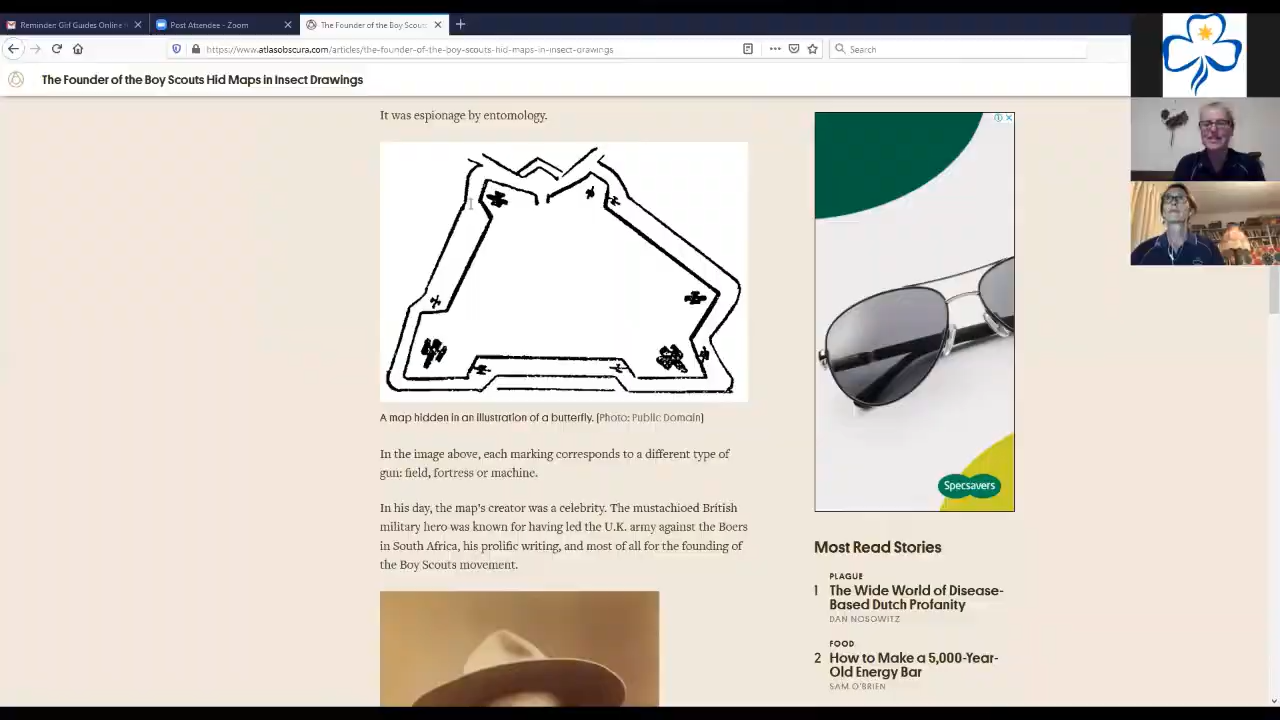 Reminder: Girl Guides Online
Post Attendee - Zoom
The Founder of the Boy Scouts
https://www.atlasobscura.com/articles/the-founder-of-the-boy-scouts-hid-maps-in-insect-drawings
Search
The Founder of the Boy Scouts Hid Maps in Insect Drawings
It was espionage by entomology.
A map hidden in an illustration of a butterfly. (Photo: Public Domain)
In the image above, each marking corresponds to a different type of
gun: field, fortress or machine.
In his day, the map's creator was a celebrity. The mustachioed British
military hero was known for having led the U.K. army against the Boers
in South Africa, his prolific writing, and most of all for the founding of
the Boy Scouts movement.
Specsavers
Most Read Stories
PLAGUE
1 The Wide World of Disease-
Based Dutch Profanity
DAN NOSOWITZ
FOOD
2 How to Make a 5,000-Year-
Old Energy Bar
SAM O'BRIEN